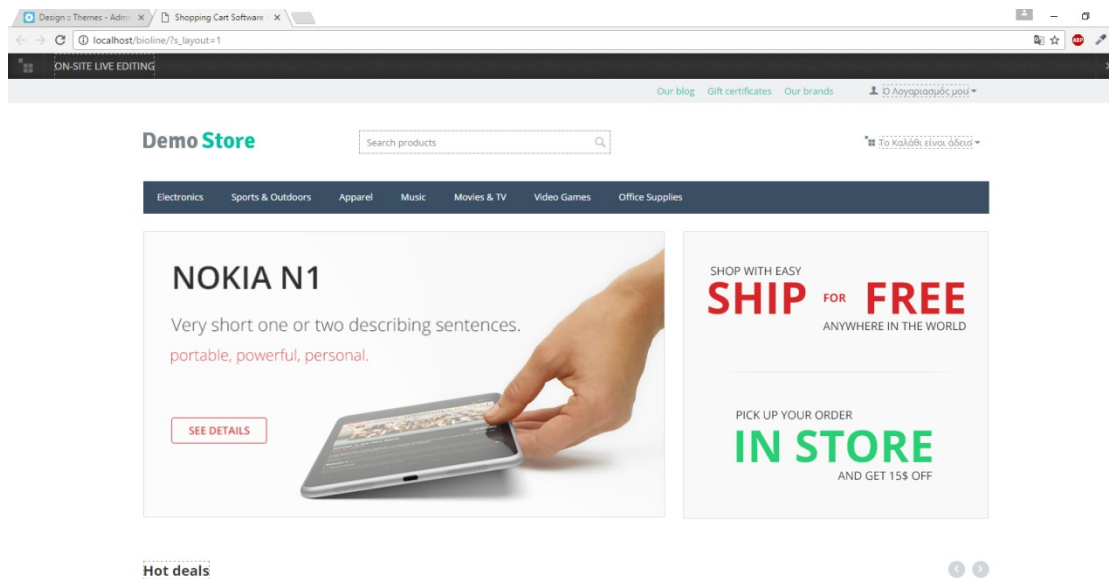 Design :: Themes - Admi
Shopping Cart Software
localhost/bioline/?s_layout=1
ABP
ON-SITE LIVE EDITING
Our blog Gift certificates Our brands Ο Λογαριασμός μου
Demo Store
Search products
Το Καλάθι είναι άδειο
Electronics Sports & Outdoors Apparel Music Movies & TV Video Games Office Supplies
NOKIA N1
Very short one or two describing sentences.
portable, powerful, personal.
SEE DETAILS
SHOP WITH EASY
SHIP FOR FREE
ANYWHERE IN THE WORLD
PICK UP YOUR ORDER
IN STORE
AND GET 15$ OFF
Hot deals